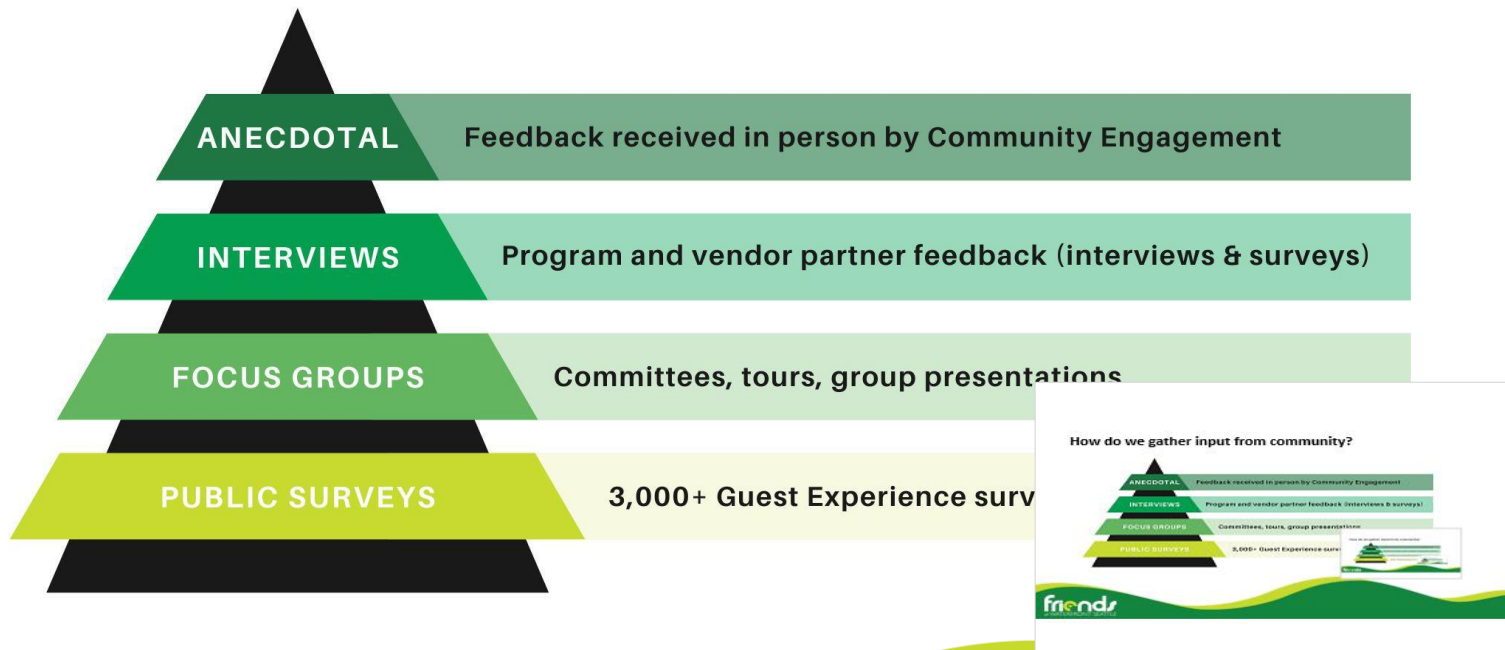 ANECDOTAL Feedback received in person by Community Engagement
INTERVIEWS Program and vendor partner feedback (interviews & surveys)
FOCUS GROUPS Committees, tours, group presentations
PUBLIC SURVEYS 3,000+ Guest Experience surv
How do we gather input from community?
ANECDOTAL Feedback received in person by Community Engagement
INTERVIEWS Program and vendor partner feedback (interviews & surveys)
FOCUS GROUPS Committees, tours, group presentations
PUBLIC SURVEYS 3,000+ Guest Experience surv
friends